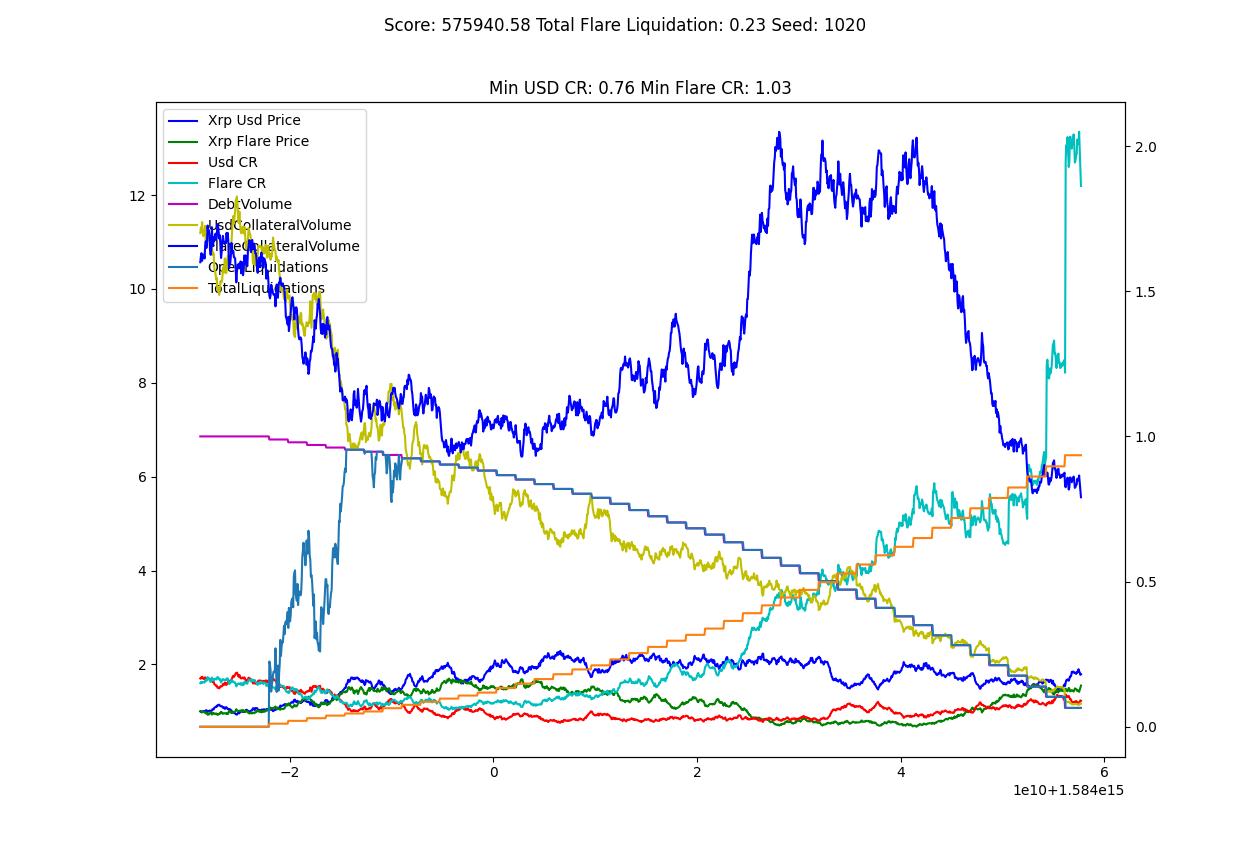 Score: 575940.58 Total Flare Liquidation: 0.23 Seed: 1020
Min USD CR: 0.76 Min Flare CR: 1.03
Xrp Usd Price
Xrp Flare Price
Usd CR
Flare CR
DebtVolume
UsdCollateralVolume
FlareCollateralVolume
OpenLiquidations
TotalLiquidations
12
10
8
6
4
2
2.0
1.5
1.0
0.5
0.0
−2
0
2
4
6
1e10+1.584e15